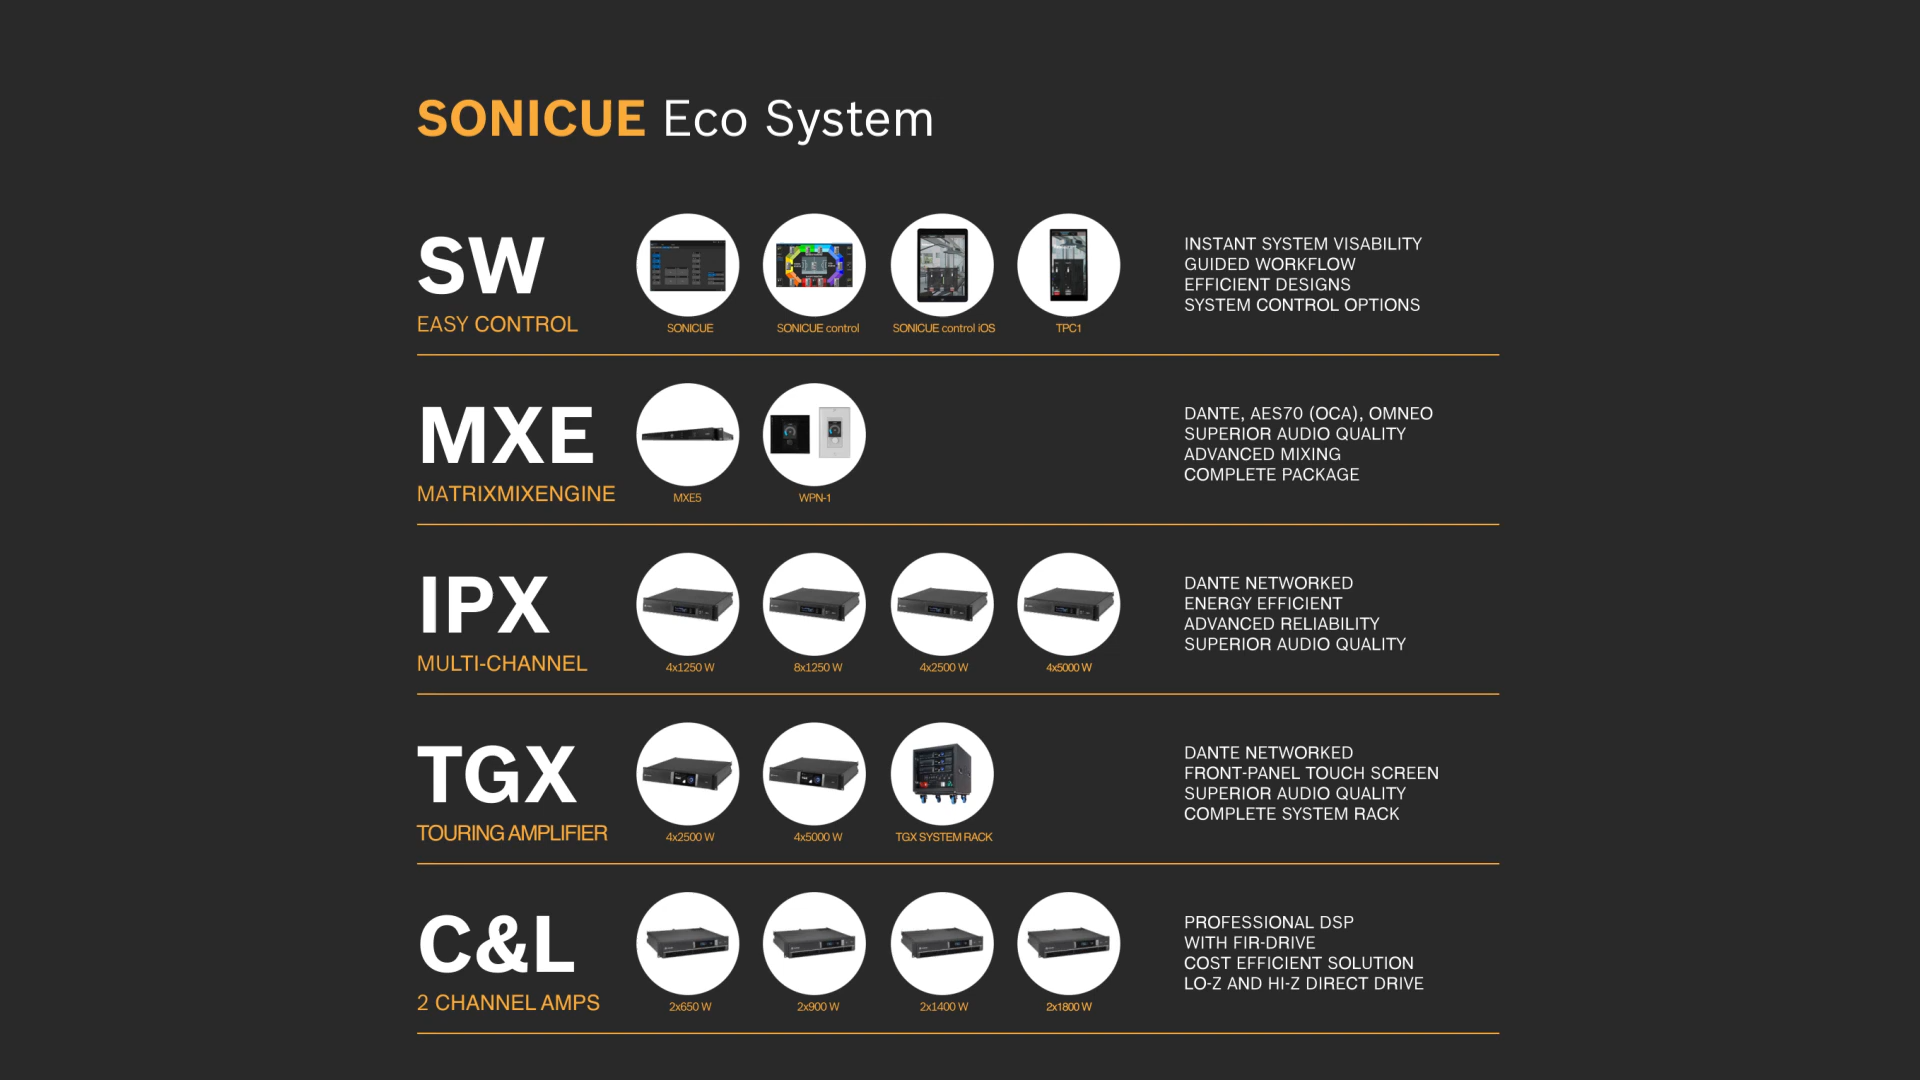 SONICUE Eco System
SW
EASY CONTROL
SONICUE
SONICUE control
SONICUE control iOS
TPC1
INSTANT SYSTEM VISABILITY
GUIDED WORKFLOW
EFFICIENT DESIGNS
SYSTEM CONTROL OPTIONS
MXE
MATRIXMIXENGINE
MXE5
WPN-1
DANTE, AES70 (OCA), OMNEO
SUPERIOR AUDIO QUALITY
ADVANCED MIXING
COMPLETE PACKAGE
IPX
MULTI-CHANNEL
4x1250 W
8x1250 W
4x2500 W
4x5000 W
DANTE NETWORKED
ENERGY EFFICIENT
ADVANCED RELIABILITY
SUPERIOR AUDIO QUALITY
TGX
TOURING AMPLIFIER
4x2500 W
4x5000 W
TGX SYSTEM RACK
DANTE NETWORKED
FRONT-PANEL TOUCH SCREEN
SUPERIOR AUDIO QUALITY
COMPLETE SYSTEM RACK
C&L
2 CHANNEL AMPS
2x650 W
2x900 W
2x1400 W
2x1800 W
PROFESSIONAL DSP
WITH FIR-DRIVE
COST EFFICIENT SOLUTION
LO-Z AND HI-Z DIRECT DRIVE